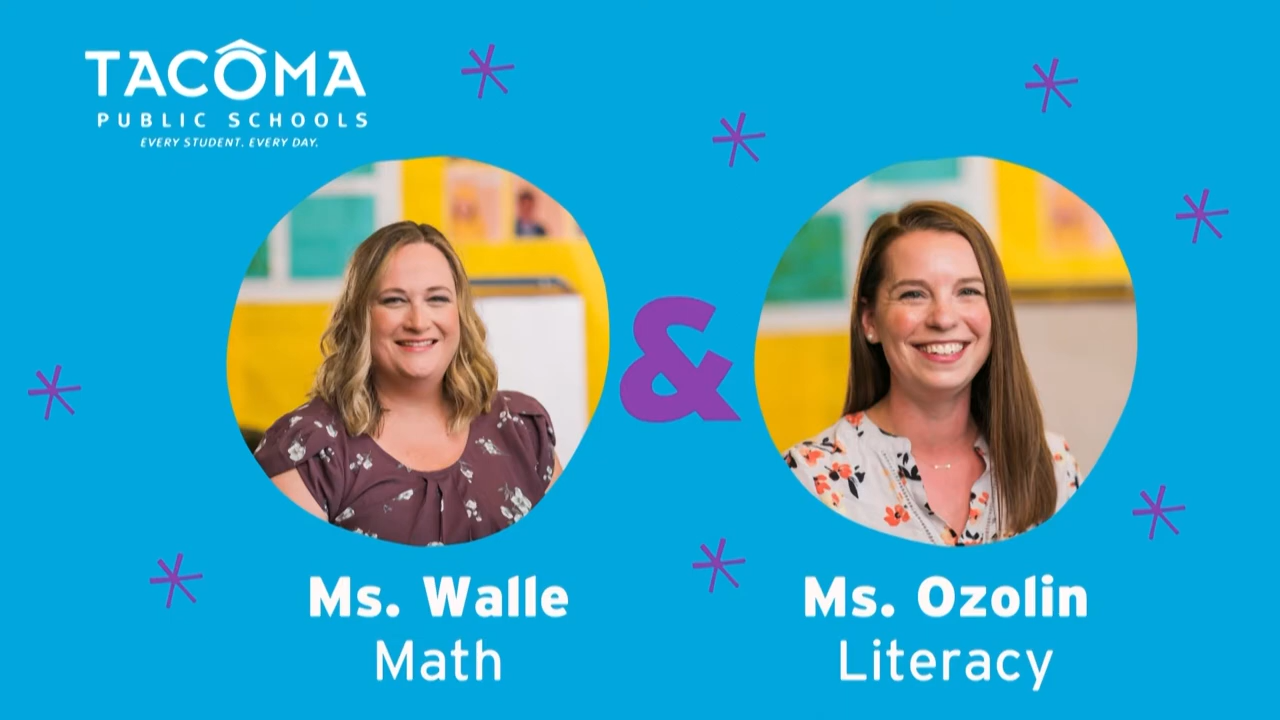 TACOMA
PUBLIC SCHOOLS
EVERY STUDENT. EVERY DAY.
&
Ms. Walle
Math
Ms. Ozolin
Literacy